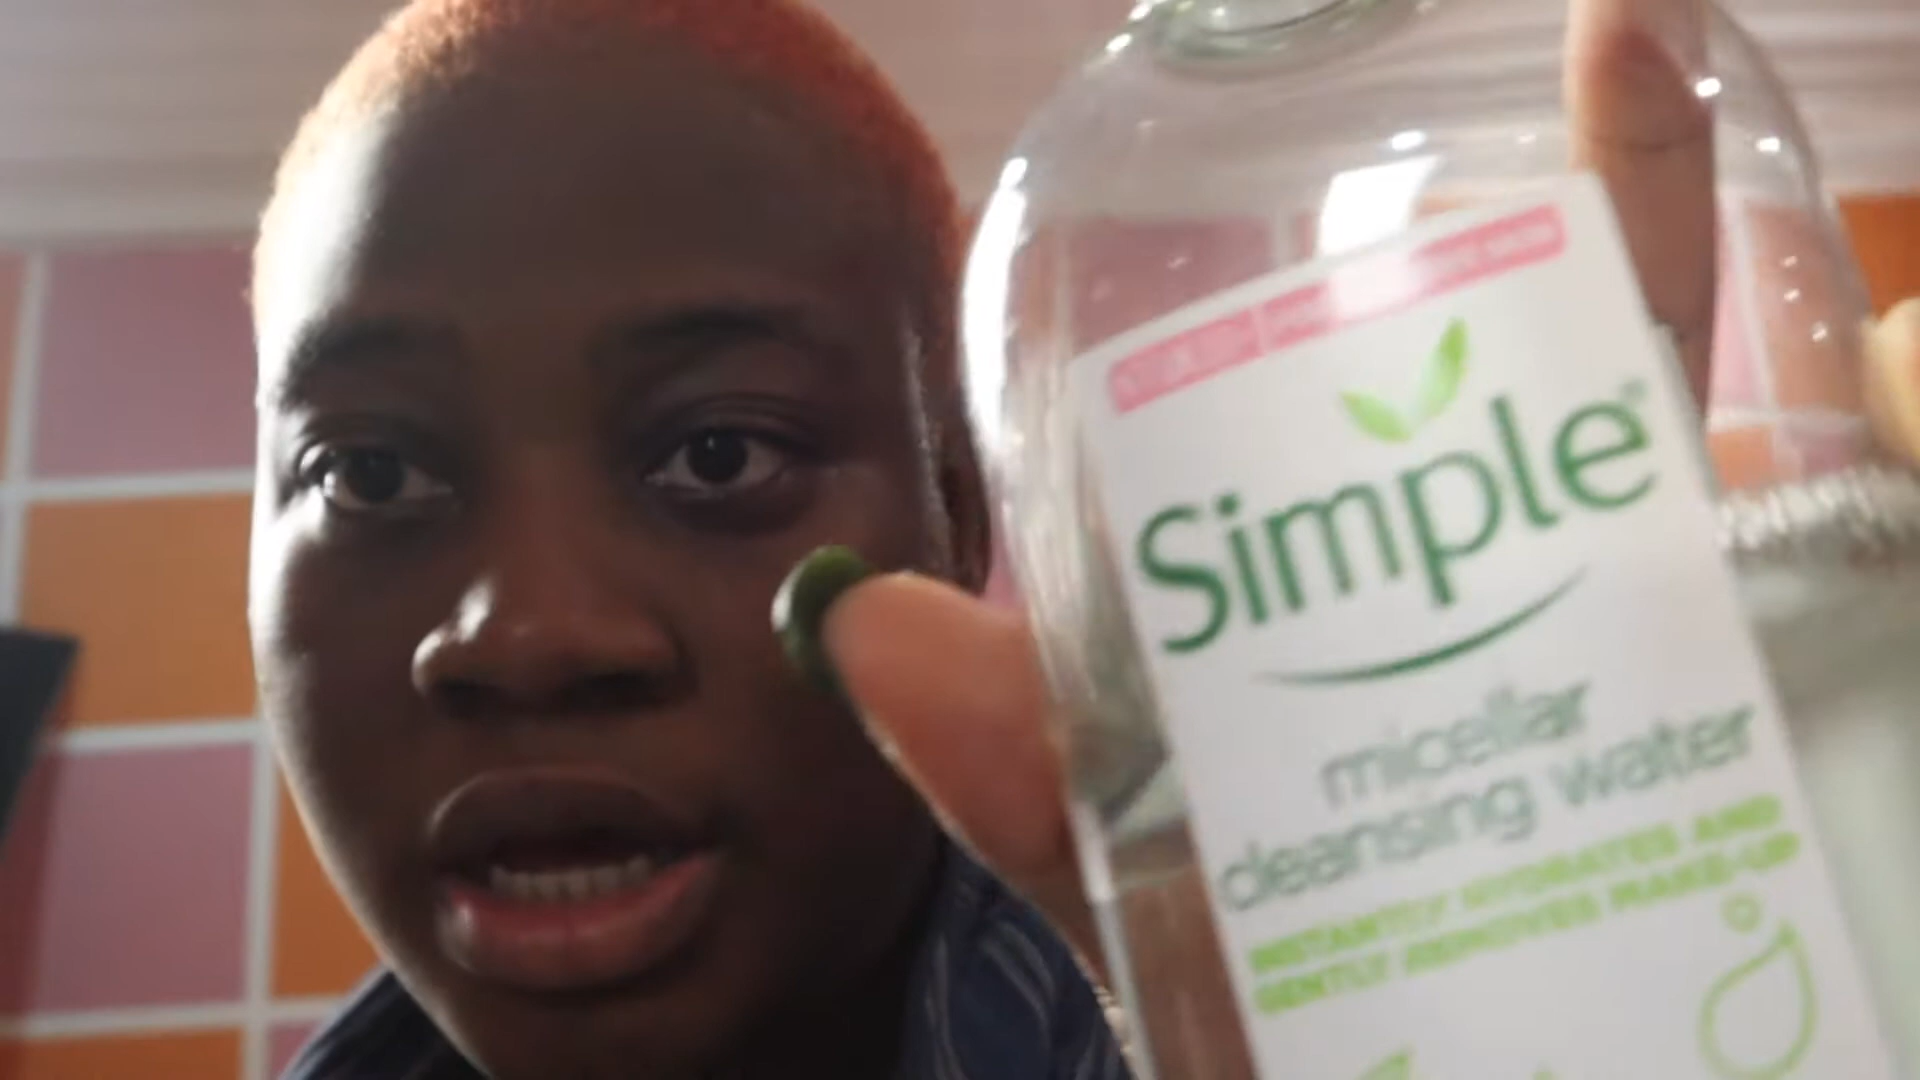 Simple®
micellar
cleansing water
INSTANTLY HYDRATES AND
GENTLY REMOVES MAKE-UP